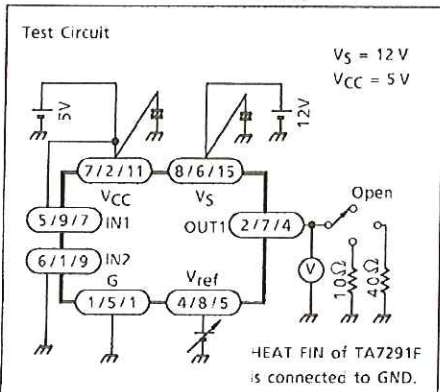 Test Circuit
VS = 12 V
VCC = 5 V
5V
12V
7/2/11
8/6/15
VCC
VS
5/9/7
IN1
OUT1
2/7/4
Open
6/1/9
IN2
G
Vref
1/5/1
4/8/5
V
10Ω
40Ω
HEAT FIN of TA7291F
is connected to GND.